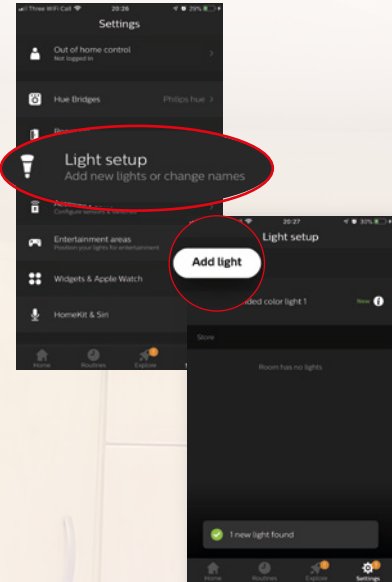 Three WiFi Call 20:26 29%
Settings
Out of home control
Not logged in
Hue Bridges Philips hue >
Light setup
Add new lights or change names
Configure sensors & switches
Entertainment areas
Position your lights for entertainment
Widgets & Apple Watch
HomeKit & Siri
Home Routines Explore
20:27 30%
Light setup
Add light
color light 1 New
Store
Room has no lights
1 new light found
Home Routines Explore Settings